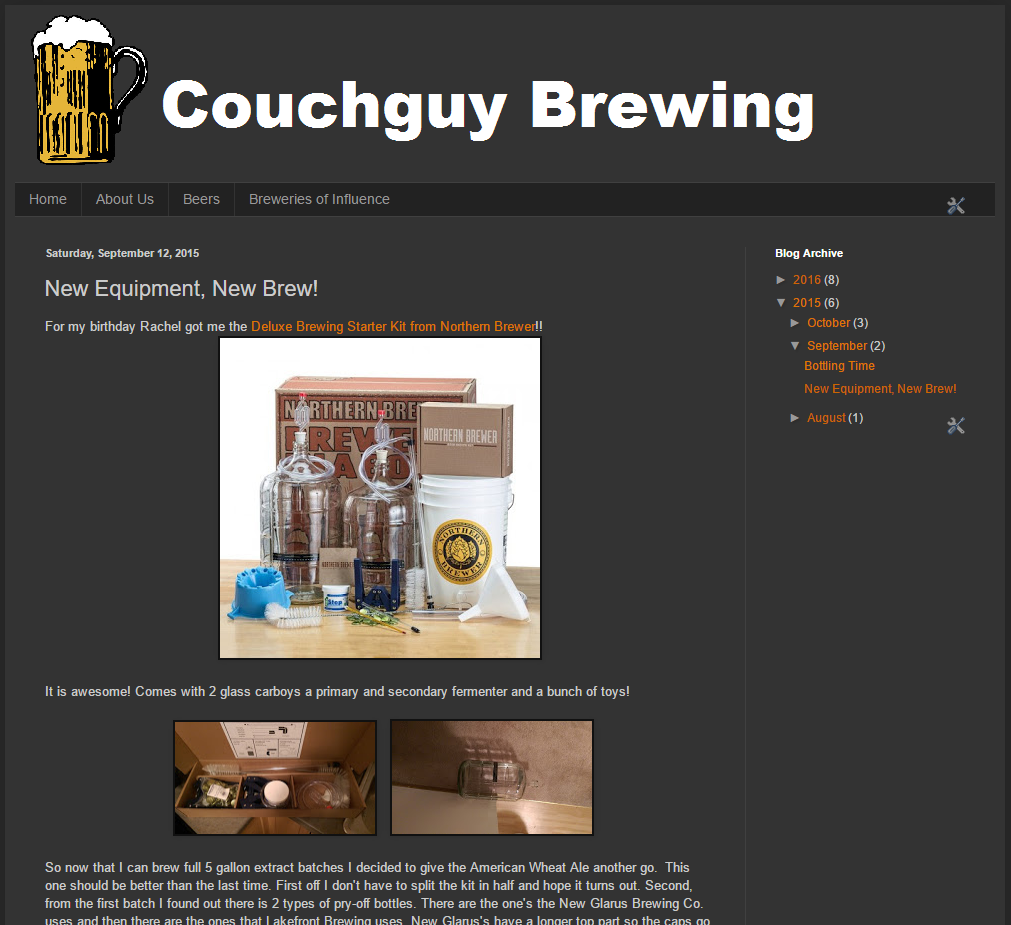 Couchguy Brewing
Home
About Us
Beers
Breweries of Influence
Saturday, September 12, 2015
New Equipment, New Brew!
For my birthday Rachel got me the Deluxe Brewing Starter Kit from Northern Brewer!!
NORTHERN BRE
BREW
NORTHERN BREWER
NORTHERN BREWER
NORTHERN BREWER
Step
It is awesome! Comes with 2 glass carboys a primary and secondary fermenter and a bunch of toys!
So now that I can brew full 5 gallon extract batches I decided to give the American Wheat Ale another go.  This
one should be better than the last time. First off I don't have to split the kit in half and hope it turns out. Second,
from the first batch I found out there is 2 types of pry-off bottles. There are the one's the New Glarus Brewing Co.
uses and then there are the ones that Lakefront Brewing uses. New Glarus's have a longer top part so the caps go
Blog Archive
► 2016 (8)
▼ 2015 (6)
► October (3)
▼ September (2)
Bottling Time
New Equipment, New Brew!
► August (1)